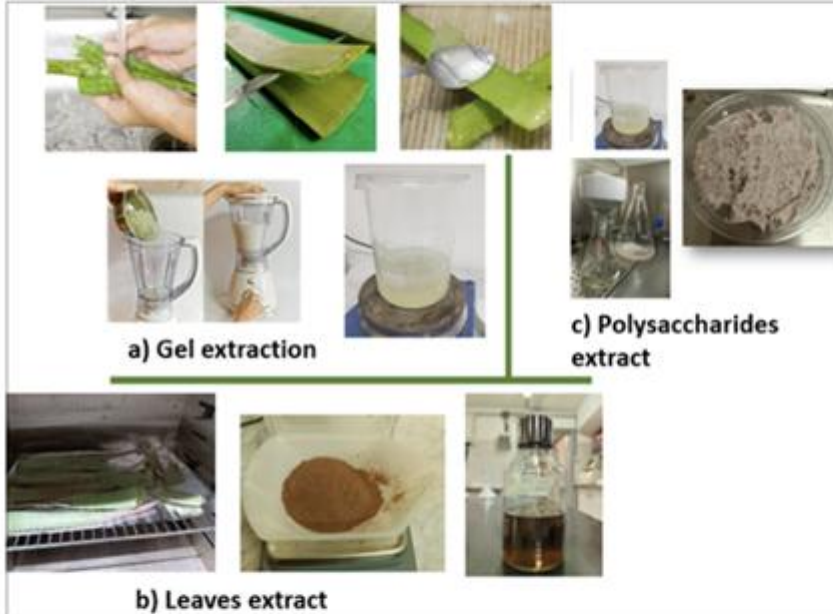 a) Gel extraction
c) Polysaccharides
extract
b) Leaves extract